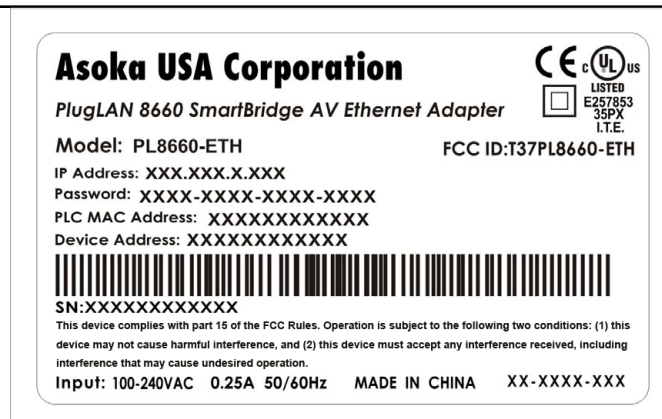 Asoka USA Corporation
CE c UL US
LISTED
E257853
35PX
I.T.E.
PlugLAN 8660 SmartBridge AV Ethernet Adapter
Model: PL8660-ETH
FCC ID:T37PL8660-ETH
IP Address: XXX.XXX.X.XXX
Password: XXXX-XXXX-XXXX-XXXX
PLC MAC Address: XXXXXXXXXXXX
Device Address: XXXXXXXXXXXX
SN:XXXXXXXXXXXX
This device complies with part 15 of the FCC Rules. Operation is subject to the following two conditions: (1) this
device may not cause harmful interference, and (2) this device must accept any interference received, including
interference that may cause undesired operation.
Input: 100-240VAC 0.25A 50/60Hz MADE IN CHINA XX-XXXX-XXX